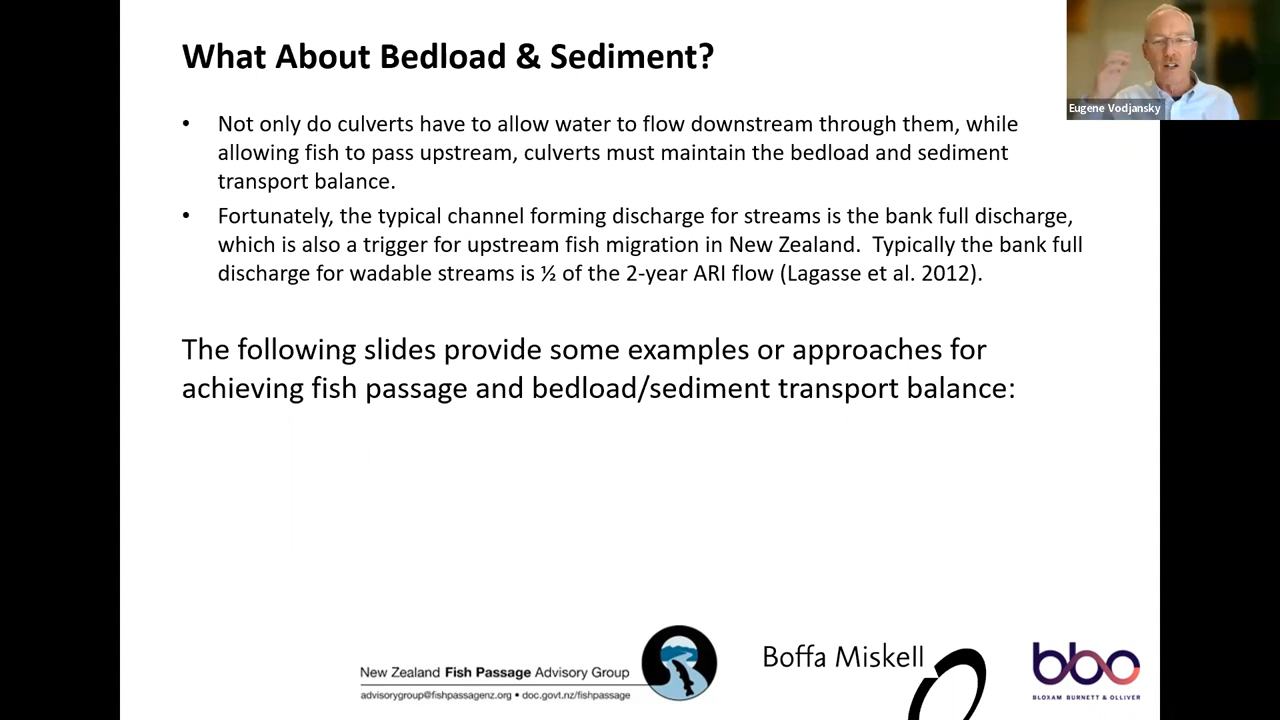 What About Bedload & Sediment?
Eugene Vodjansky
• Not only do culverts have to allow water to flow downstream through them, while
allowing fish to pass upstream, culverts must maintain the bedload and sediment
transport balance.
• Fortunately, the typical channel forming discharge for streams is the bank full discharge,
which is also a trigger for upstream fish migration in New Zealand.  Typically the bank full
discharge for wadable streams is ½ of the 2-year ARI flow (Lagasse et al. 2012).
The following slides provide some examples or approaches for
achieving fish passage and bedload/sediment transport balance:
New Zealand Fish Passage Advisory Group
advisorygroup@fishpassagenz.org • doc.govt.nz/fishpassage
Boffa Miskell
bbo
BLOXAM BURNETT & OLLIVER